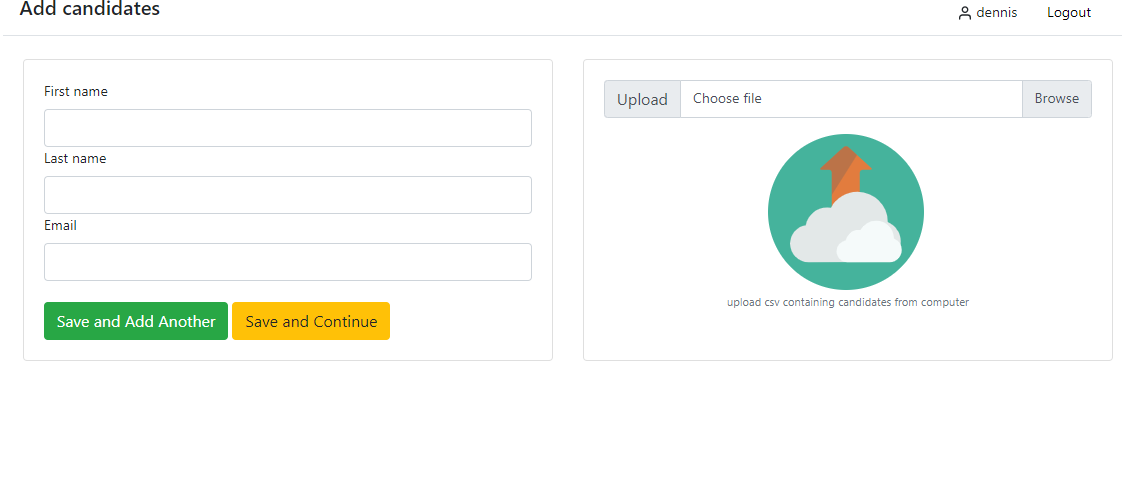 Add candidates
dennis
Logout
First name
Last name
Email
Save and Add Another
Save and Continue
Upload
Choose file
Browse
upload csv containing candidates from computer